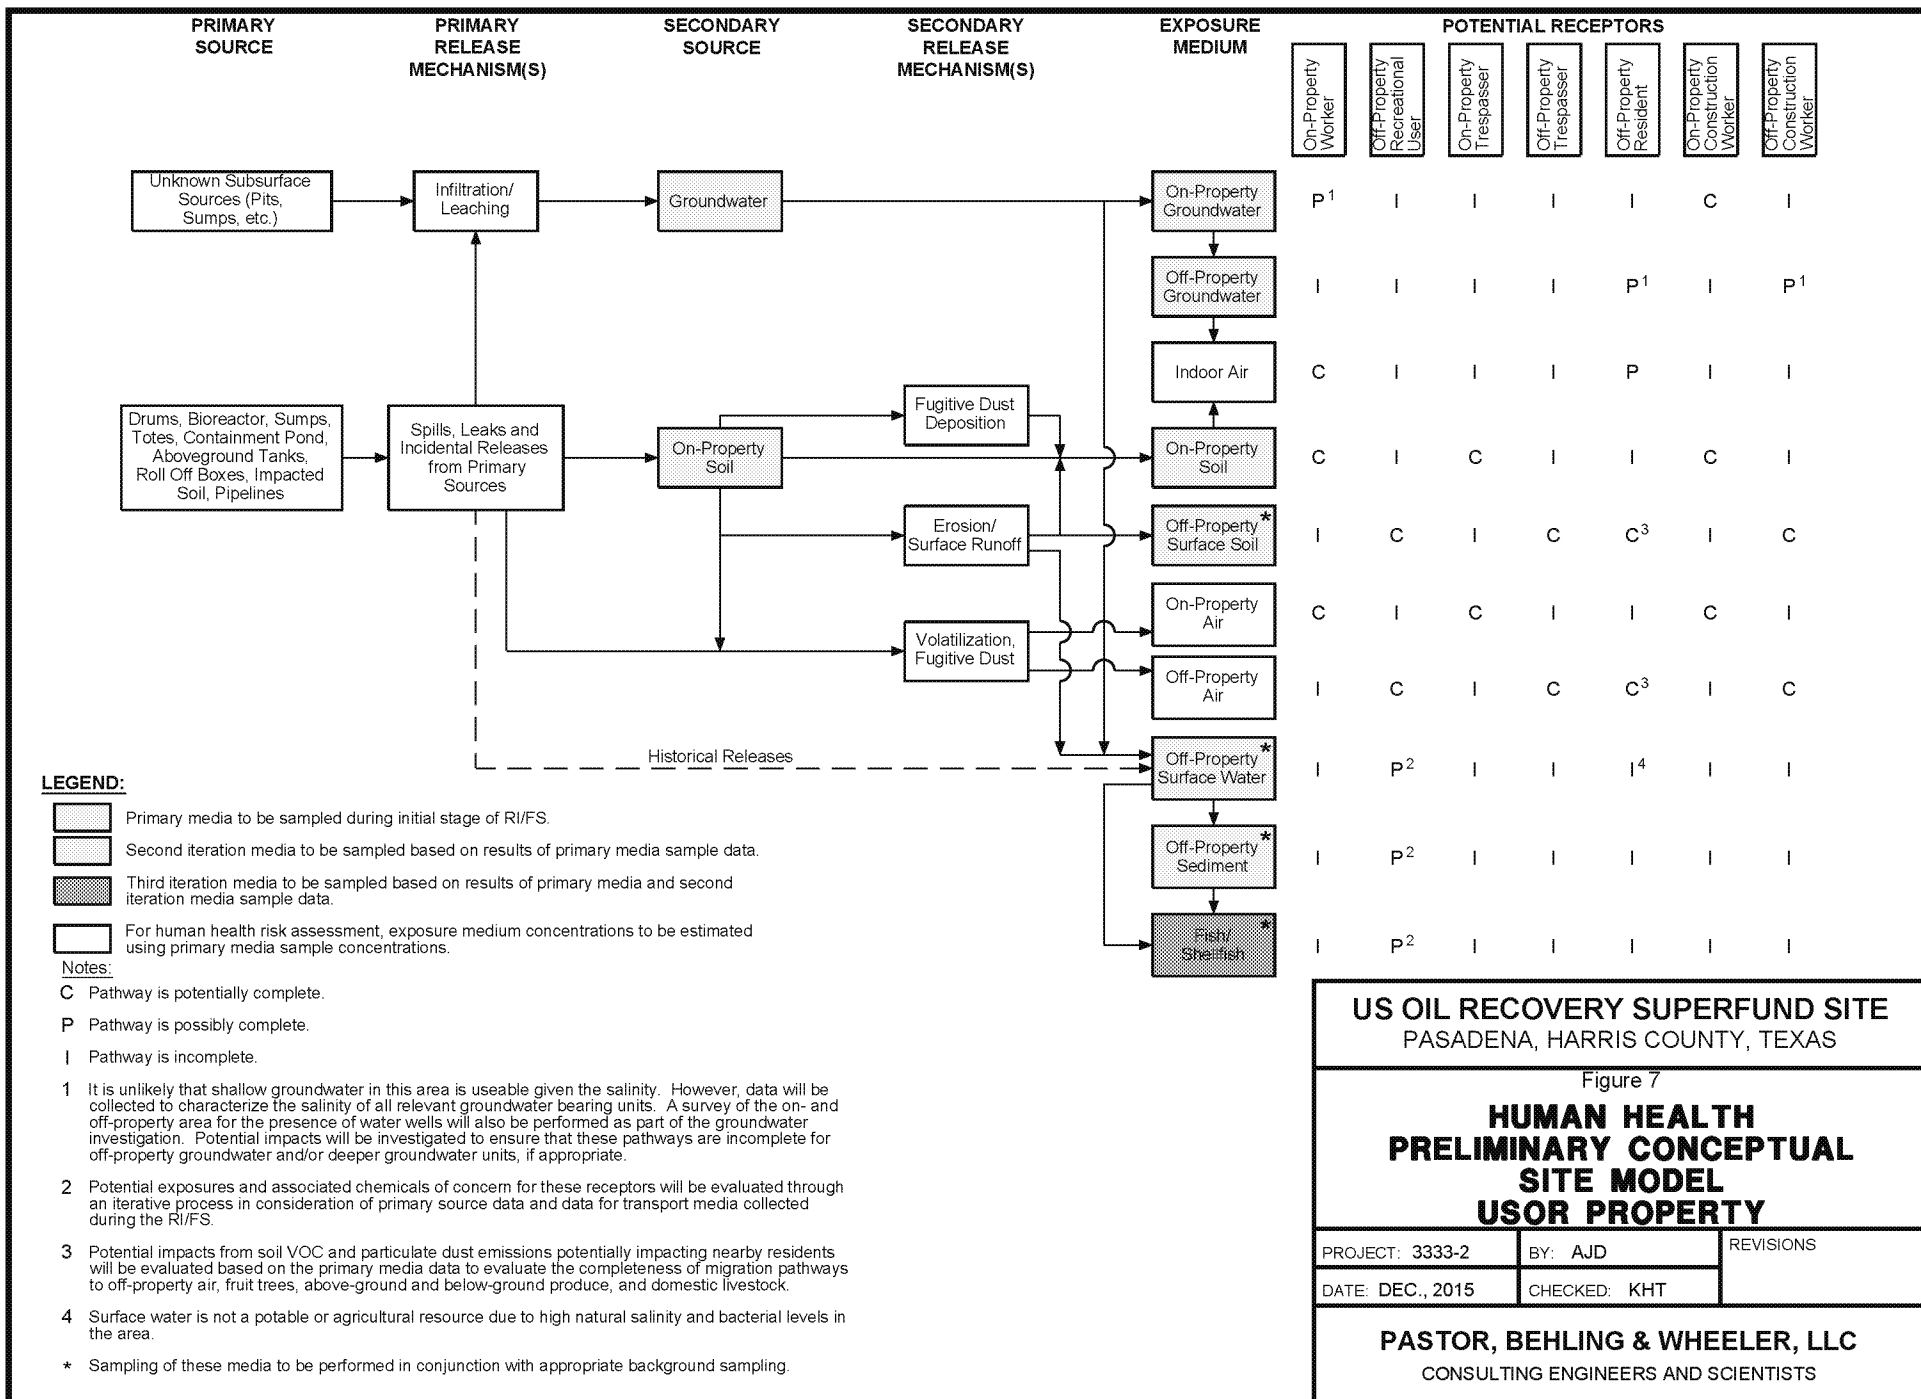 PRIMARY
SOURCE
PRIMARY
RELEASE
MECHANISM(S)
SECONDARY
SOURCE
SECONDARY
RELEASE
MECHANISM(S)
EXPOSURE
MEDIUM
POTENTIAL RECEPTORS
On-Property
Worker
Off-Property
Recreational
User
On-Property
Trespasser
Off-Property
Trespasser
Off-Property
Resident
On-Property
Construction
Worker
Off-Property
Construction
Worker
Unknown Subsurface
Sources (Pits,
Sumps, etc.)
Infiltration/
Leaching
Groundwater
On-Property
Groundwater
P1 I I I I C I
Off-Property
Groundwater
I I I I P1 I P1
Indoor Air
C I I I P I I
Drums, Bioreactor, Sumps,
Totes, Containment Pond,
Aboveground Tanks,
Roll Off Boxes, Impacted
Soil, Pipelines
Spills, Leaks and
Incidental Releases
from Primary
Sources
On-Property
Soil
Fugitive Dust
Deposition
On-Property
Soil
C I C I I C I
Erosion/
Surface Runoff
Off-Property *
Surface Soil
I C I C C3 I C
Volatilization,
Fugitive Dust
On-Property
Air
C I C I I C I
Off-Property
Air
I C I C C3 I C
Historical Releases
Off-Property *
Surface Water
I P2 I I I4 I I
Off-Property *
Sediment
I P2 I I I I I
Fish/ *
Shellfish
I P2 I I I I I
LEGEND:
Primary media to be sampled during initial stage of RI/FS.
Second iteration media to be sampled based on results of primary media sample data.
Third iteration media to be sampled based on results of primary media and second
iteration media sample data.
For human health risk assessment, exposure medium concentrations to be estimated
using primary media sample concentrations.
Notes:
C Pathway is potentially complete.
P Pathway is possibly complete.
I Pathway is incomplete.
1 It is unlikely that shallow groundwater in this area is useable given the salinity. However, data will be
collected to characterize the salinity of all relevant groundwater bearing units. A survey of the on- and
off-property area for the presence of water wells will also be performed as part of the groundwater
investigation. Potential impacts will be investigated to ensure that these pathways are incomplete for
off-property groundwater and/or deeper groundwater units, if appropriate.
2 Potential exposures and associated chemicals of concern for these receptors will be evaluated through
an iterative process in consideration of primary source data and data for transport media collected
during the RI/FS.
3 Potential impacts from soil VOC and particulate dust emissions potentially impacting nearby residents
will be evaluated based on the primary media data to evaluate the completeness of migration pathways
to off-property air, fruit trees, above-ground and below-ground produce, and domestic livestock.
4 Surface water is not a potable or agricultural resource due to high natural salinity and bacterial levels in
the area.
* Sampling of these media to be performed in conjunction with appropriate background sampling.
US OIL RECOVERY SUPERFUND SITE
PASADENA, HARRIS COUNTY, TEXAS
Figure 7
HUMAN HEALTH
PRELIMINARY CONCEPTUAL
SITE MODEL
USOR PROPERTY
PROJECT: 3333-2
BY: AJD
REVISIONS
DATE: DEC., 2015
CHECKED: KHT
PASTOR, BEHLING & WHEELER, LLC
CONSULTING ENGINEERS AND SCIENTISTS